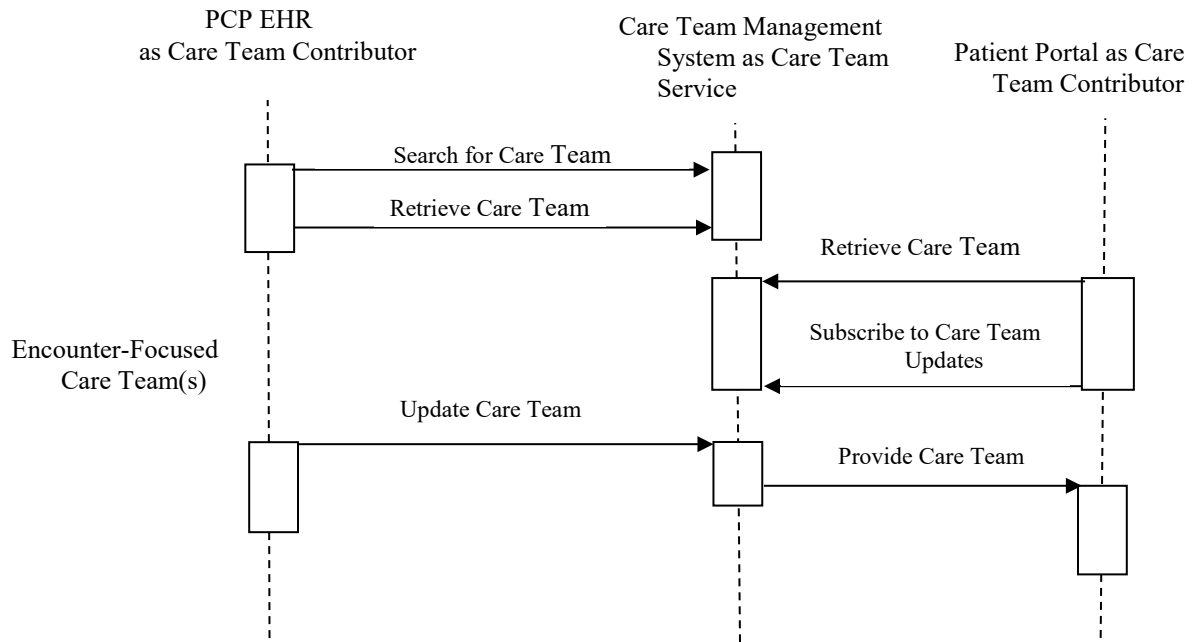 PCP EHR
as Care Team Contributor
Care Team Management
System as Care Team
Service
Patient Portal as Care
Team Contributor
Search for Care Team
Retrieve Care Team
Retrieve Care Team
Subscribe to Care Team
Updates
Encounter-Focused
Care Team(s)
Update Care Team
Provide Care Team